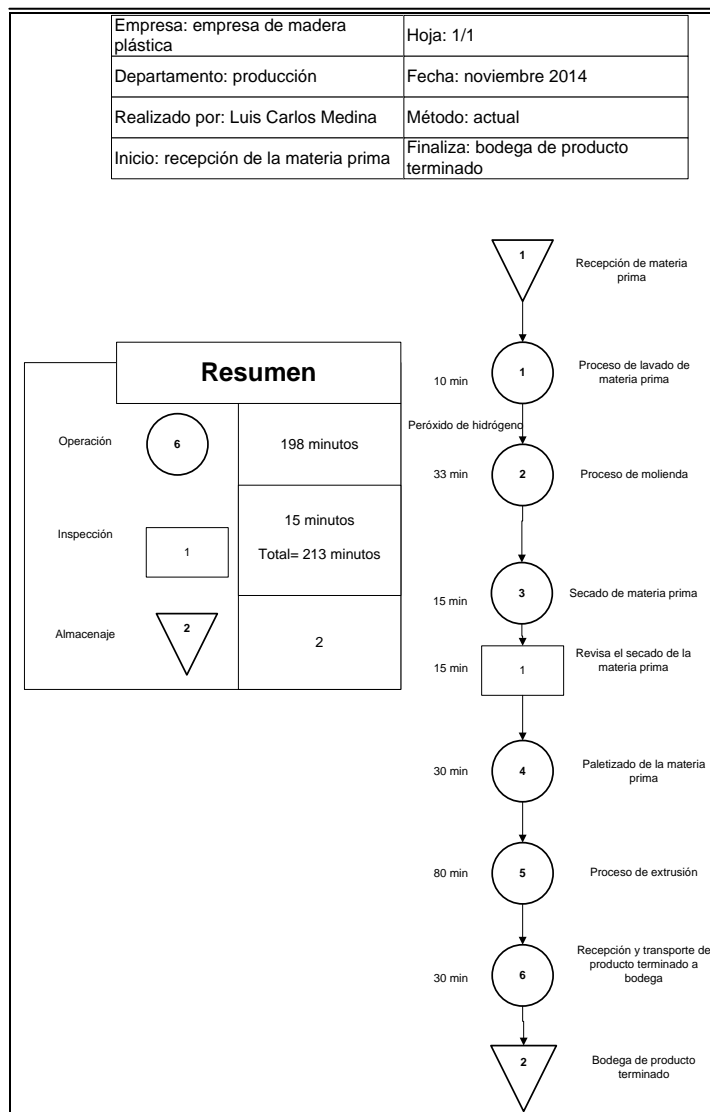 Empresa: empresa de madera
plástica
Hoja: 1/1
Departamento: producción
Fecha: noviembre 2014
Realizado por: Luis Carlos Medina
Método: actual
Inicio: recepción de la materia prima
Finaliza: bodega de producto
terminado
1
Recepción de materia
prima
Resumen
Operación
6
198 minutos
Inspección
1
15 minutos
Total= 213 minutos
Almacenaje
2
2
10 min
1
Proceso de lavado de
materia prima
Peróxido de hidrógeno
33 min
2
Proceso de molienda
15 min
3
Secado de materia prima
15 min
1
Revisa el secado de la
materia prima
30 min
4
Paletizado de la materia
prima
80 min
5
Proceso de extrusión
30 min
6
Recepción y transporte de
producto terminado a
bodega
2
Bodega de producto
terminado